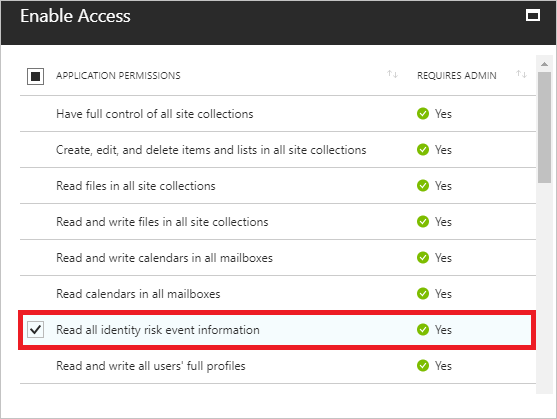 Enable Access
APPLICATION PERMISSIONS REQUIRES ADMIN
Have full control of all site collections Yes
Create, edit, and delete items and lists in all site collections Yes
Read files in all site collections Yes
Read and write files in all site collections Yes
Read and write calendars in all mailboxes Yes
Read calendars in all mailboxes Yes
Read all identity risk event information Yes
Read and write all users' full profiles Yes